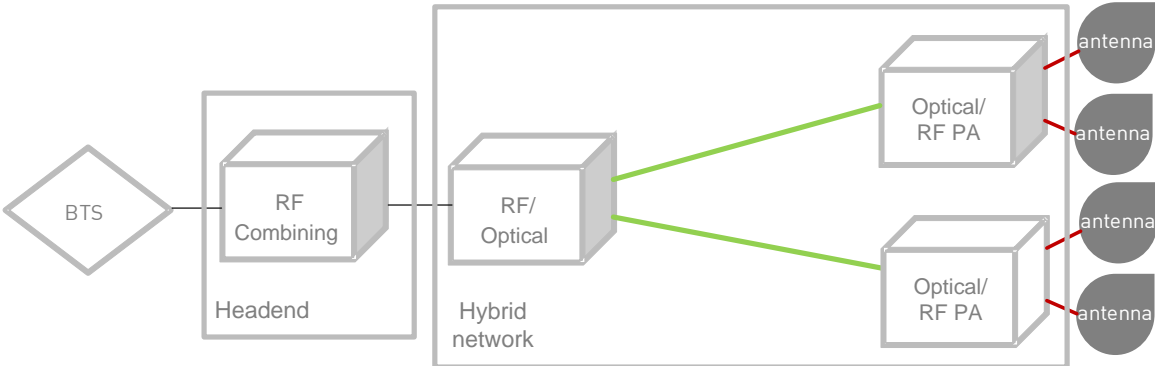 BTS
RF
Combining
Headend
RF/
Optical
Hybrid
network
Optical/
RF PA
Optical/
RF PA
antenna
antenna
antenna
antenna